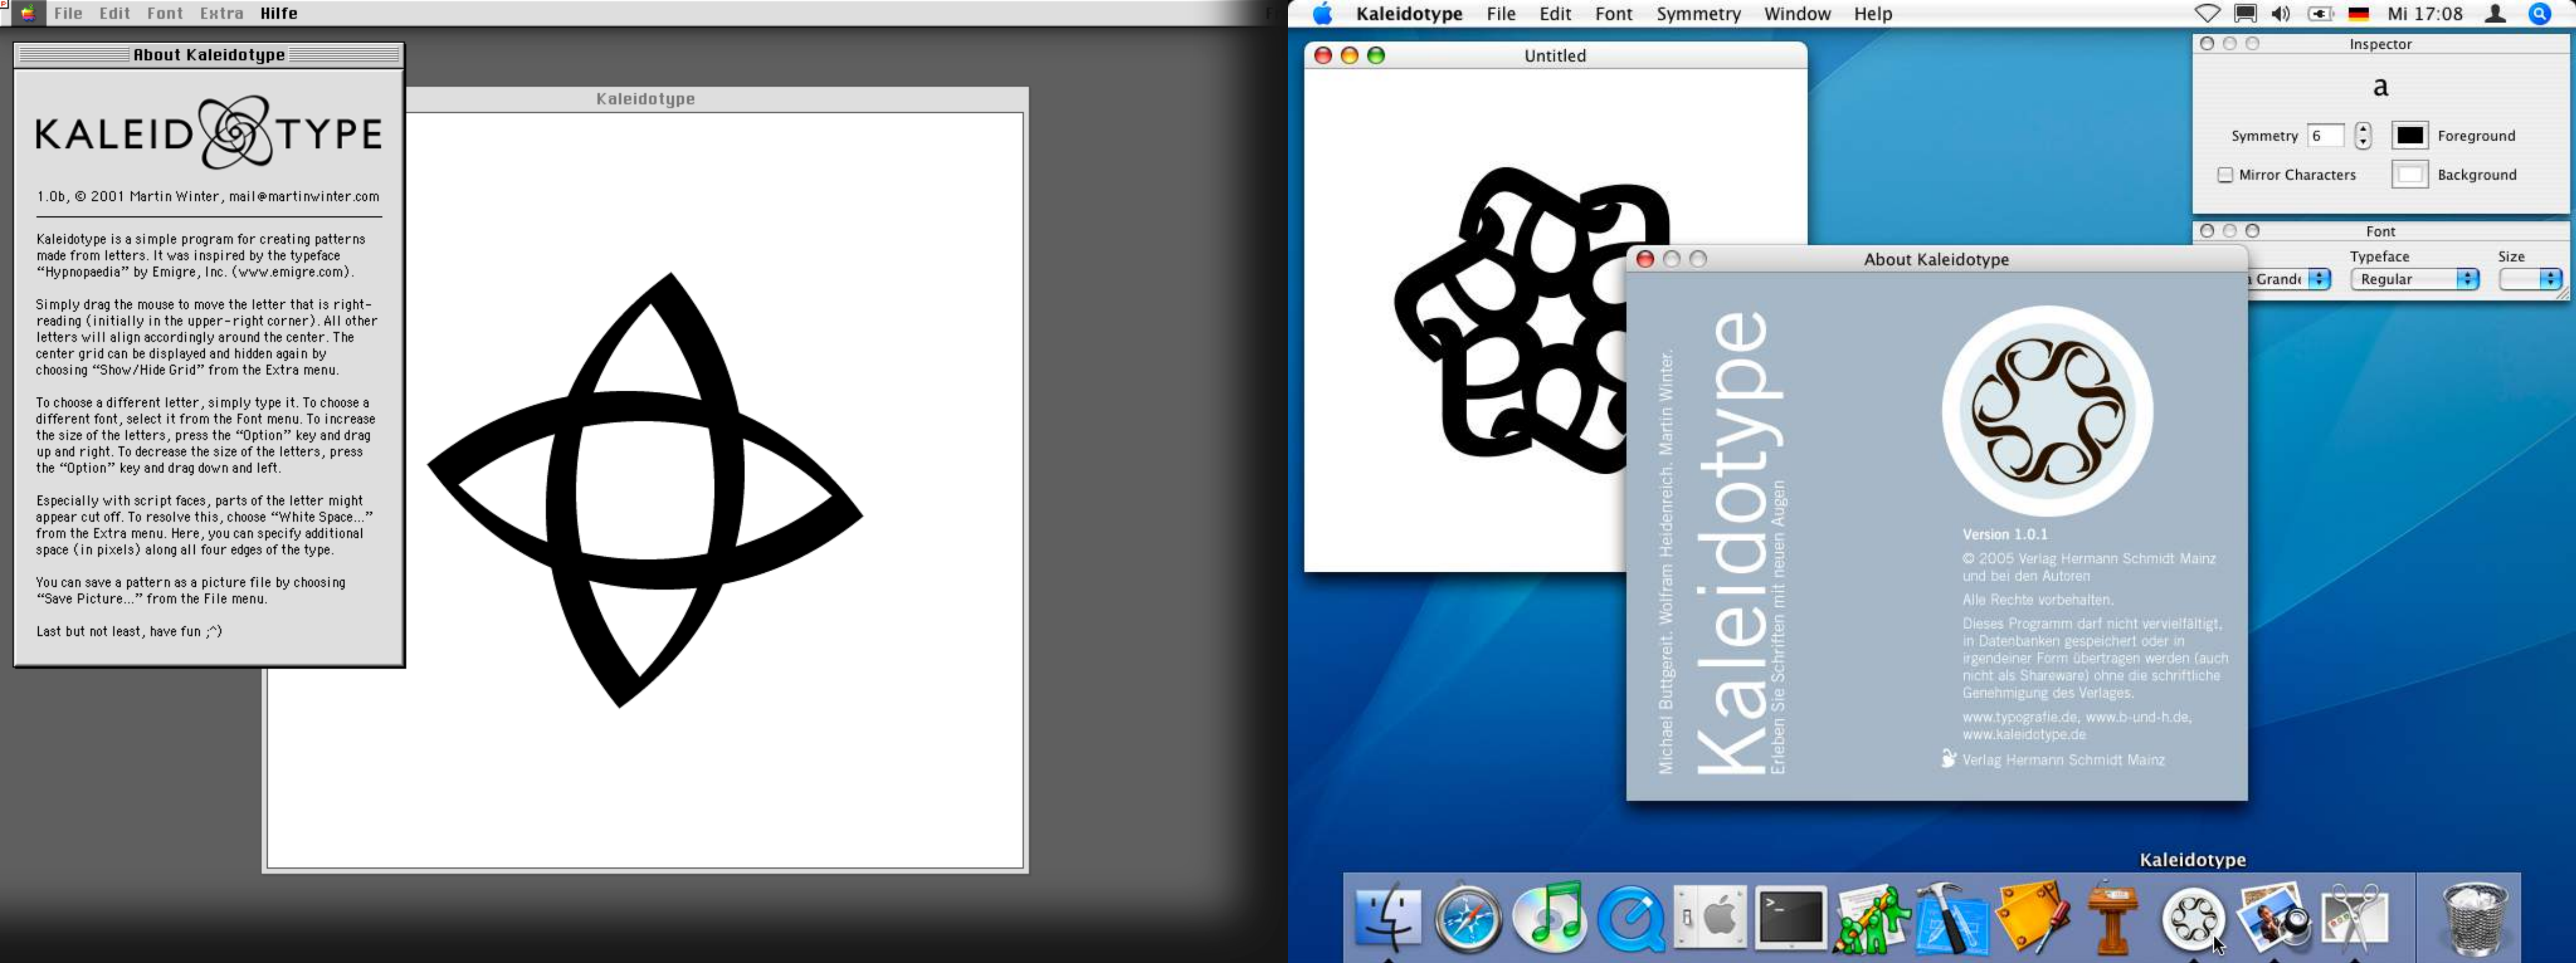 File Edit Font Extra Hilfe
About Kaleidotype
KALEID TYPE
1.0b, © 2001 Martin Winter, mail@martinwinter.com
Kaleidotype is a simple program for creating patterns
made from letters. It was inspired by the typeface
“Hypnopaedia” by Emigre, Inc. (www.emigre.com).
Simply drag the mouse to move the letter that is right-
reading (initially in the upper-right corner). All other
letters will align accordingly around the center. The
center grid can be displayed and hidden again by
choosing “Show/Hide Grid” from the Extra menu.
To choose a different letter, simply type it. To choose a
different font, select it from the Font menu. To increase
the size of the letters, press the “Option” key and drag
up and right. To decrease the size of the letters, press
the “Option” key and drag down and left.
Especially with script faces, parts of the letter might
appear cut off. To resolve this, choose “White Space...”
from the Extra menu. Here, you can specify additional
space (in pixels) along all four edges of the type.
You can save a pattern as a picture file by choosing
“Save Picture...” from the File menu.
Last but not least, have fun ;^)
Kaleidotype
Kaleidotype File Edit Font Symmetry Window Help
Mi 17:08
Untitled
Inspector
a
Symmetry 6 Foreground
Mirror Characters Background
Font
Typeface Size
Grande Regular
About Kaleidotype
Michael Buttgereit. Wolfram Heidenreich. Martin Winter.
Kaleidotype
Erleben Sie Schriften mit neuen Augen
Version 1.0.1
© 2005 Verlag Hermann Schmidt Mainz
und bei den Autoren
Alle Rechte vorbehalten.
Dieses Programm darf nicht vervielfältigt,
in Datenbanken gespeichert oder in
irgendeiner Form übertragen werden (auch
nicht als Shareware) ohne die schriftliche
Genehmigung des Verlages.
www.typografie.de, www.b-und-h.de,
www.kaleidotype.de
Verlag Hermann Schmidt Mainz
Kaleidotype